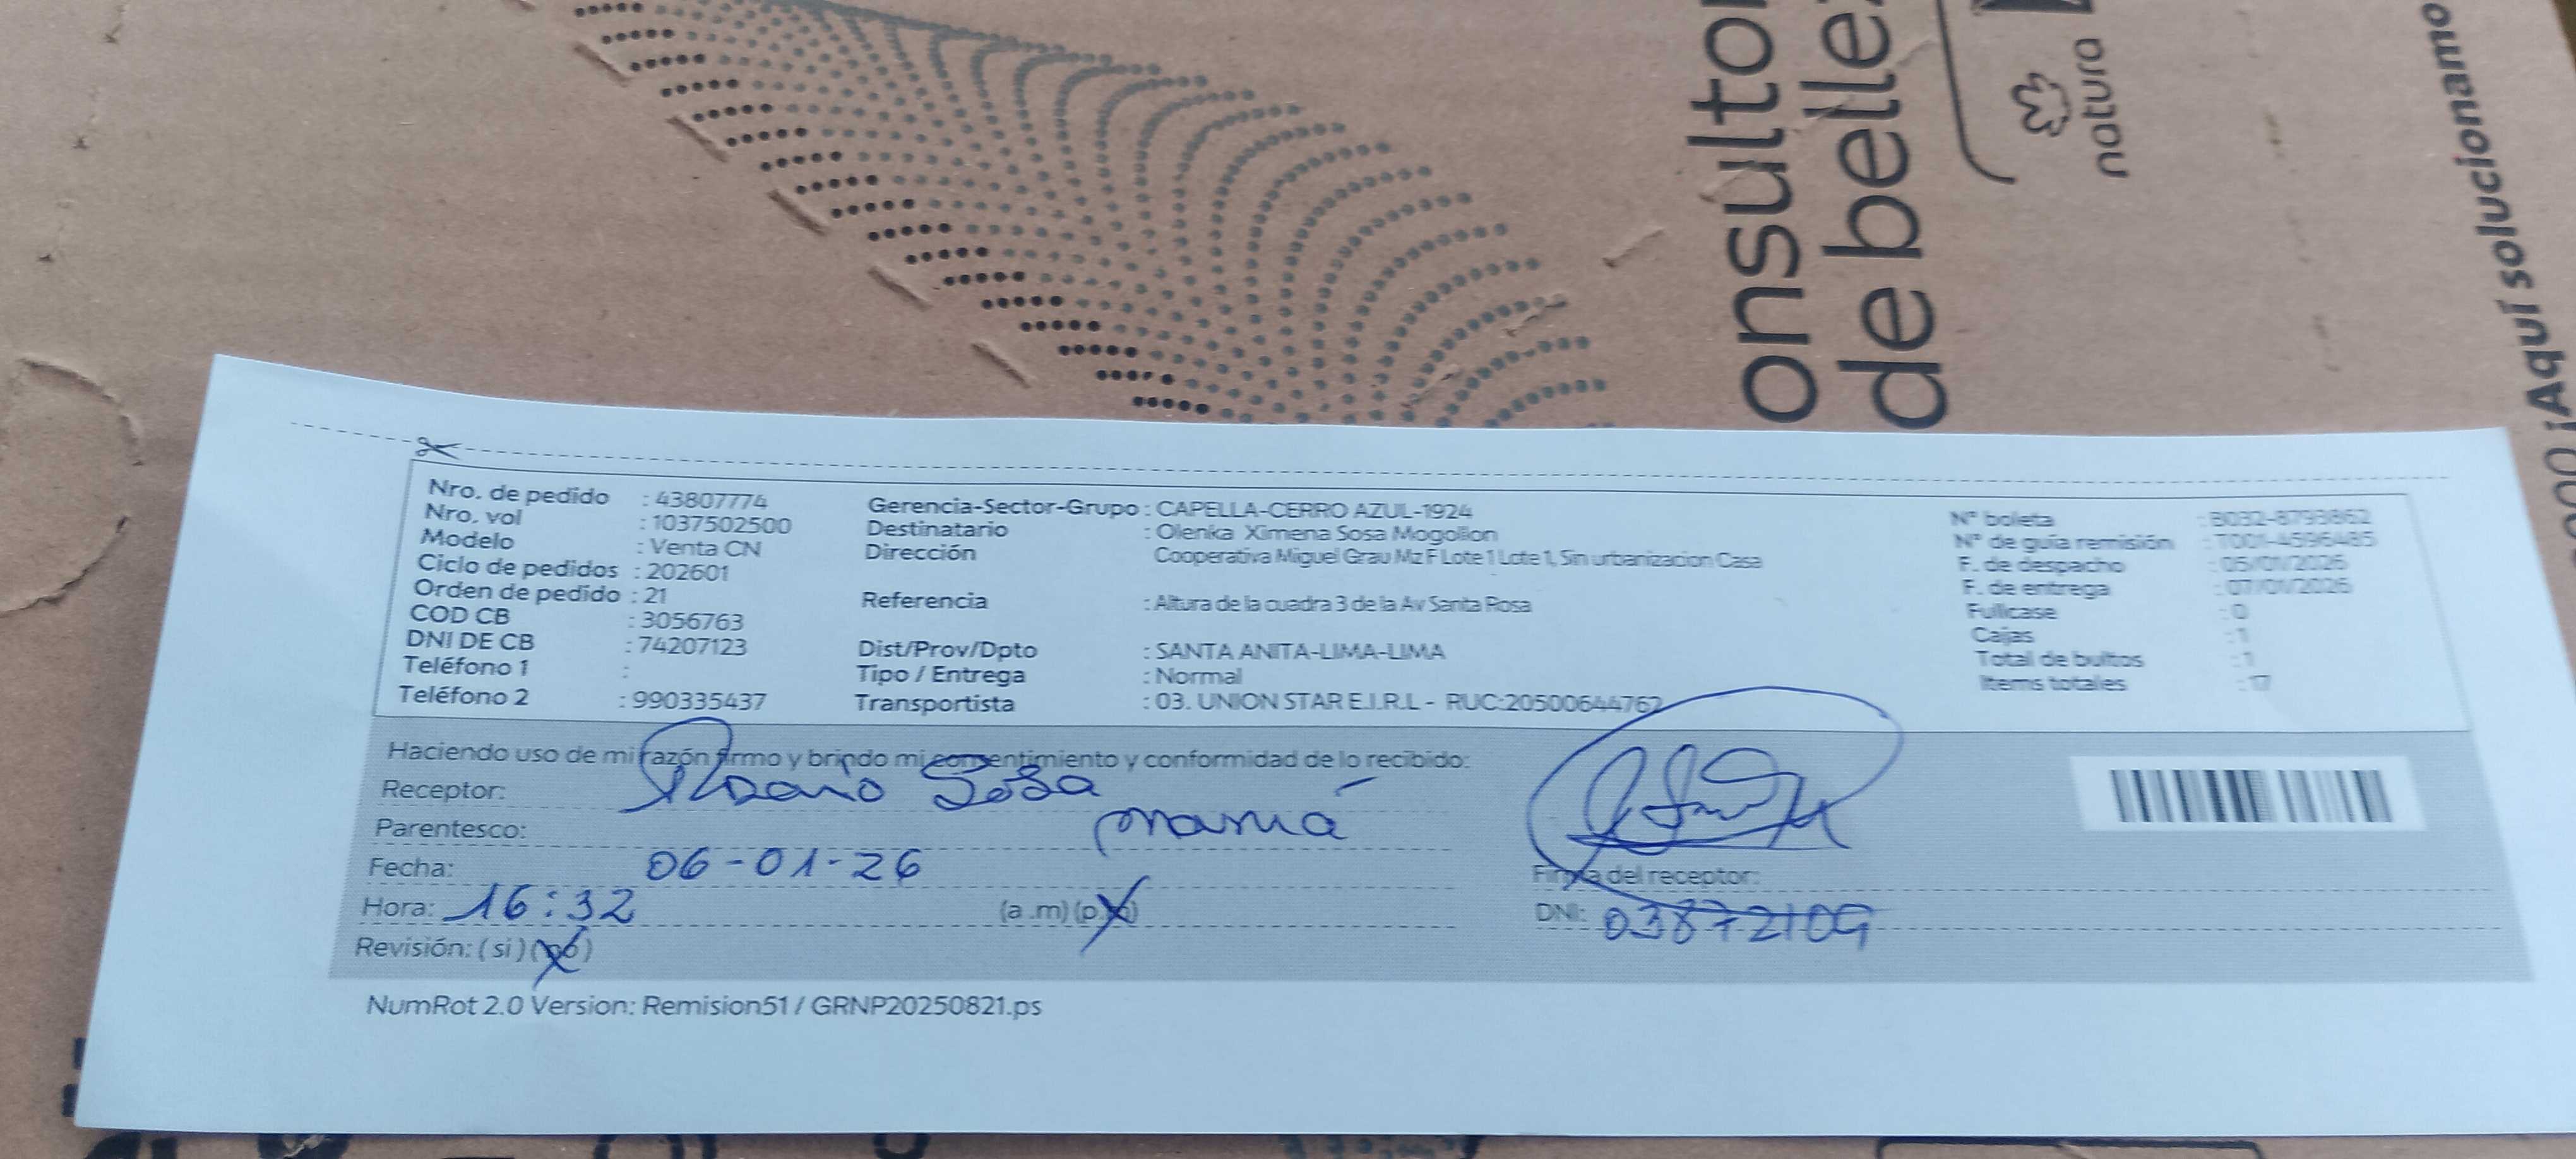 onsultor
de belleza
natura
¡Aquí solucionamo
Nro. de pedido : 43807774
Nro. vol : 1037502500
Modelo : Venta CN
Ciclo de pedidos : 202601
Orden de pedido : 21
COD CB : 3056763
DNI DE CB : 74207123
Teléfono 1 :
Teléfono 2 : 990335437
Gerencia-Sector-Grupo : CAPELLA-CERRO AZUL-1924
Destinatario : Olenka Ximena Sosa Mogollon
Dirección Cooperativa Miguel Grau Mz F Lote 1 Lote 1, Sin urbanizacion Casa
Referencia : Altura de la cuadra 3 de la Av Santa Rosa
Dist/Prov/Dpto : SANTA ANITA-LIMA-LIMA
Tipo / Entrega : Normal
Transportista : 03. UNION STAR E.I.R.L - RUC:20500644762
N° boleta : B032-8793862
N° de guía remisión : T001-4596485
F. de despacho : 05/01/2026
F. de entrega : 07/01/2026
Fullcase : 0
Cajas : 1
Total de bultos : 1
Items totales : 17
Haciendo uso de mi razón firmo y brindo mi consentimiento y conformidad de lo recibido:
Receptor: Rosario Sosa
Parentesco: mamá
Fecha: 06-01-26
Hora: 16:32 (a .m) (p.m)
Revisión: ( si ) (no)
Firma del receptor:
DNI: 03872109
NumRot 2.0 Version: Remision51 / GRNP20250821.ps